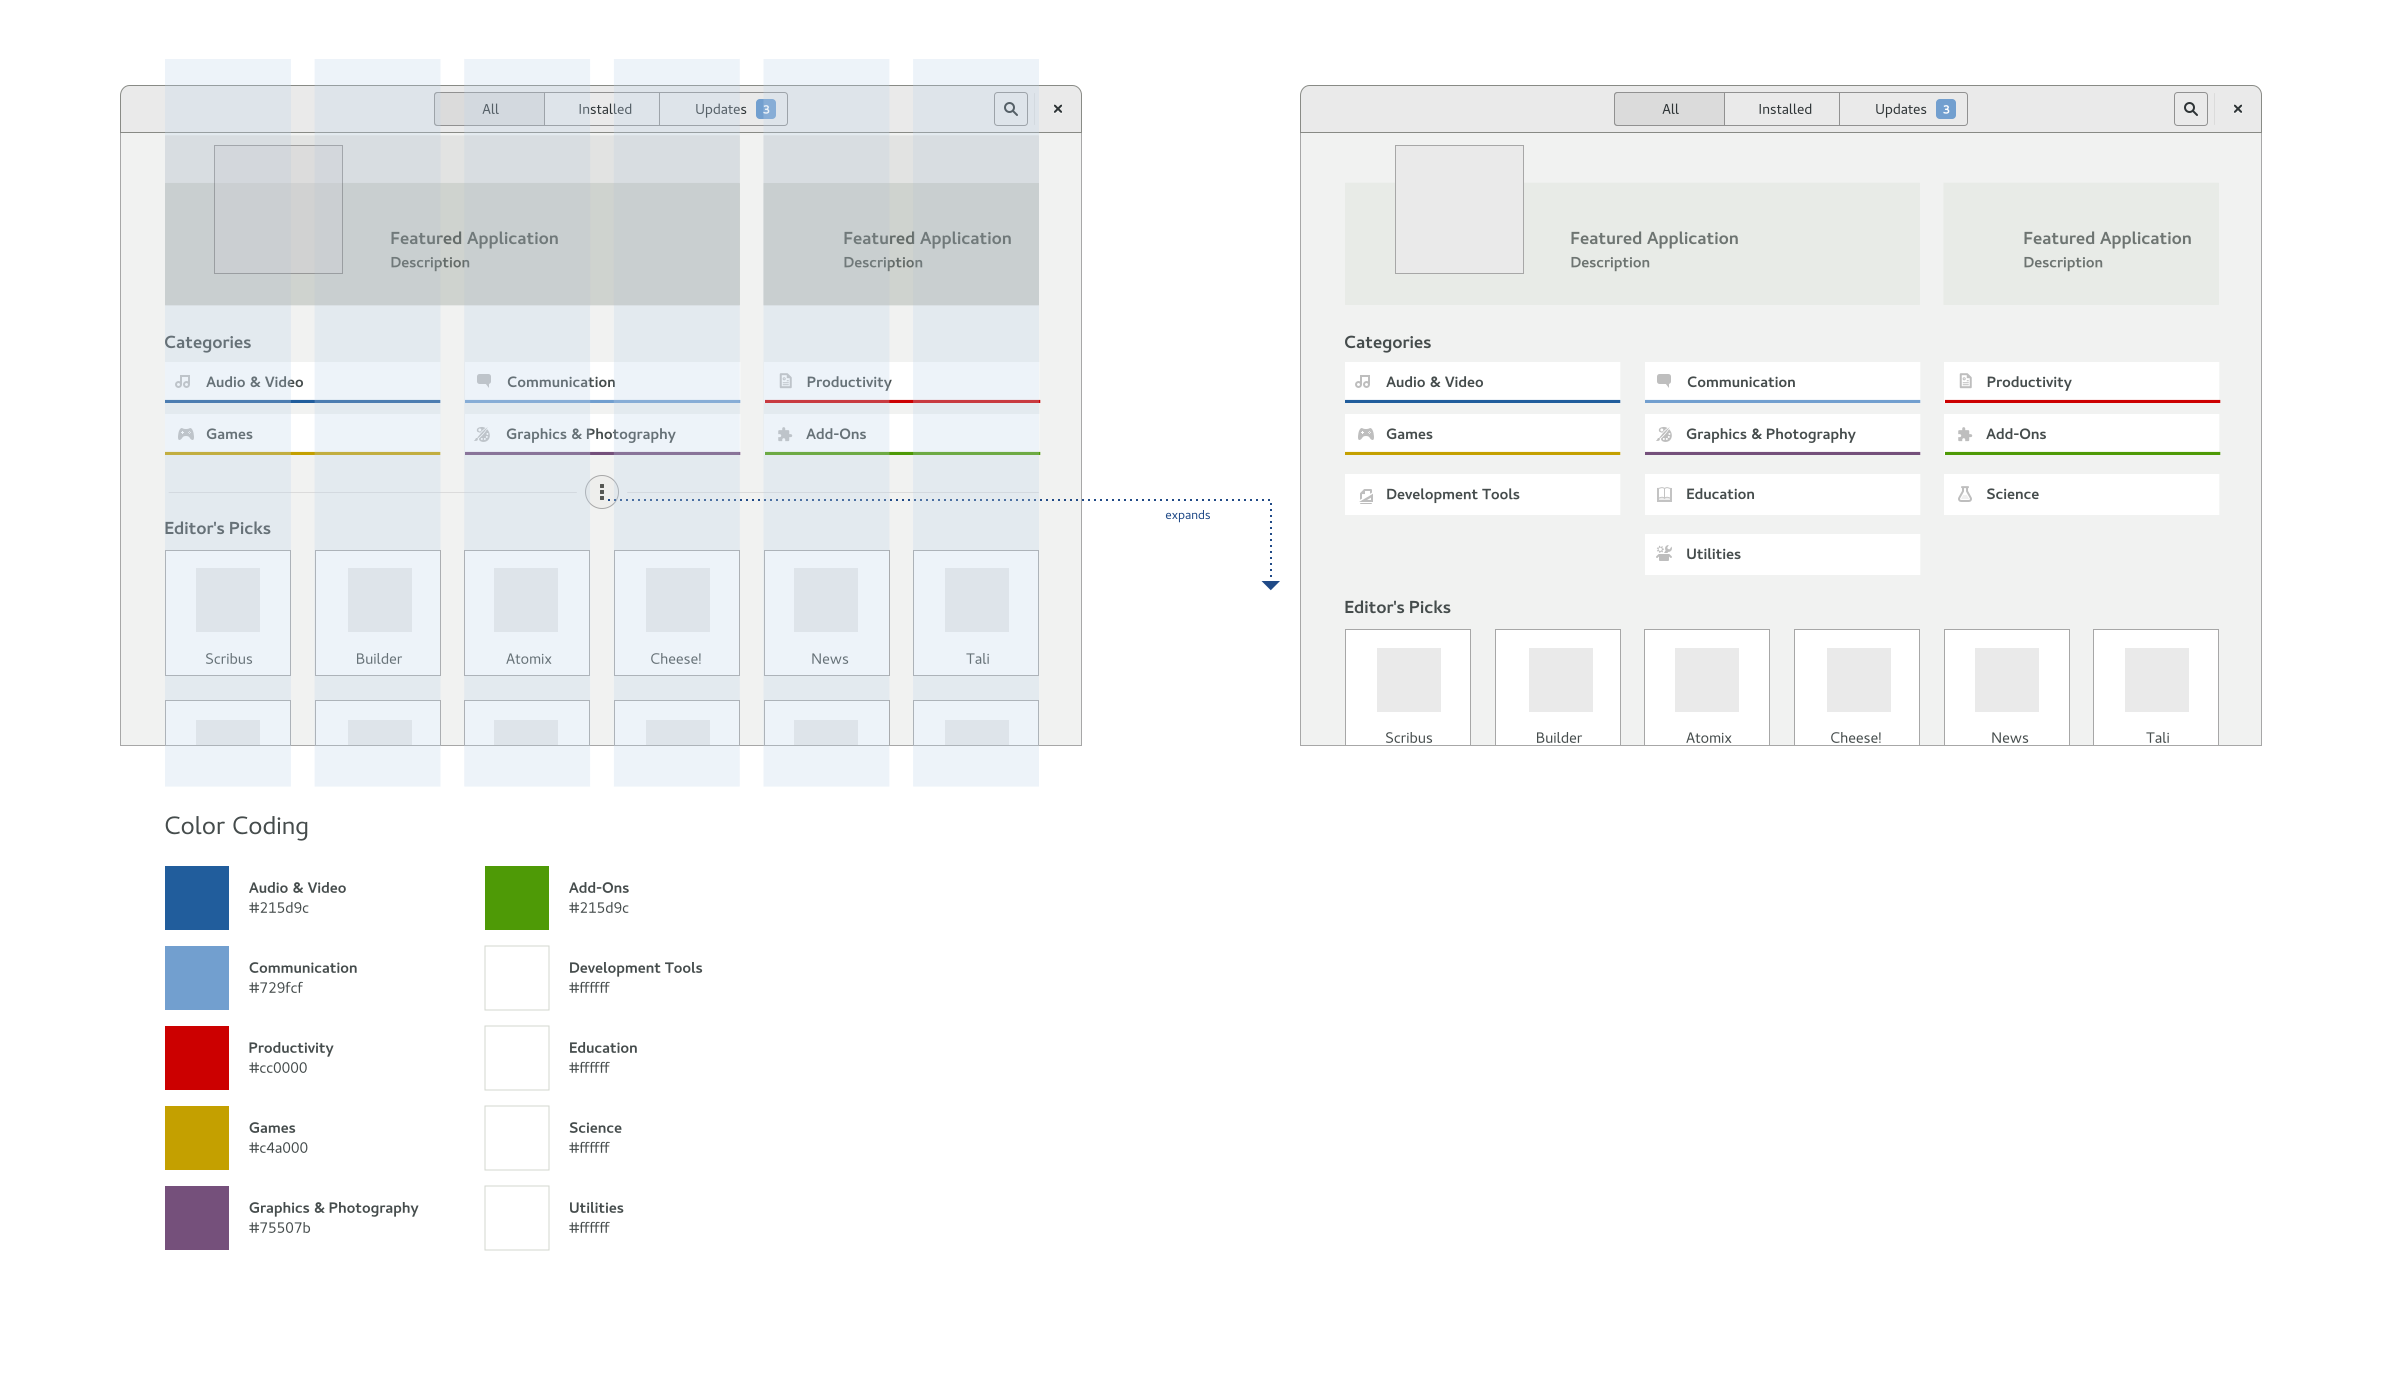 All Installed Updates 3
Featured Application
Description
Featured Application
Description
Categories
Audio & Video Communication Productivity
Games Graphics & Photography Add-Ons
Editor's Picks
Scribus Builder Atomix Cheese! News Tali
expands
All Installed Updates 3
Featured Application
Description
Featured Application
Description
Categories
Audio & Video Communication Productivity
Games Graphics & Photography Add-Ons
Development Tools Education Science
Utilities
Editor's Picks
Scribus Builder Atomix Cheese! News Tali
Color Coding
Audio & Video
#215d9c
Communication
#729fcf
Productivity
#cc0000
Games
#c4a000
Graphics & Photography
#75507b
Add-Ons
#215d9c
Development Tools
#ffffff
Education
#ffffff
Science
#ffffff
Utilities
#ffffff